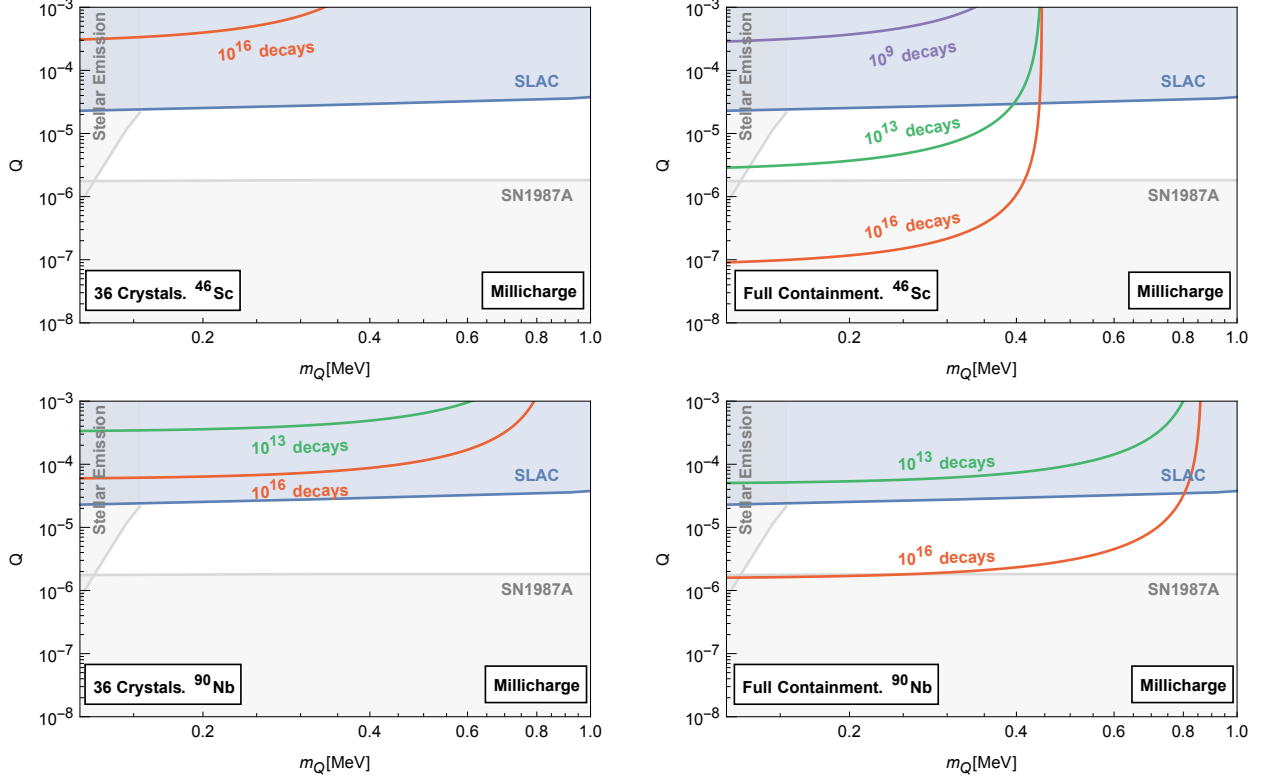 10^-3
10^-4
10^-5
10^-6
10^-7
10^-8
Q
Stellar Emission
10^16 decays
SLAC
SN1987A
36 Crystals. ^46Sc
Millicharge
0.2
0.4
0.6
0.8
1.0
m_Q[MeV]
10^-3
10^-4
10^-5
10^-6
10^-7
10^-8
Q
Stellar Emission
10^9 decays
SLAC
10^13 decays
SN1987A
10^16 decays
Full Containment. ^46Sc
Millicharge
0.2
0.4
0.6
0.8
1.0
m_Q[MeV]
10^-3
10^-4
10^-5
10^-6
10^-7
10^-8
Q
Stellar Emission
10^13 decays
SLAC
10^16 decays
SN1987A
36 Crystals. ^90Nb
Millicharge
0.2
0.4
0.6
0.8
1.0
m_Q[MeV]
10^-3
10^-4
10^-5
10^-6
10^-7
10^-8
Q
Stellar Emission
10^13 decays
SLAC
10^16 decays
SN1987A
Full Containment. ^90Nb
Millicharge
0.2
0.4
0.6
0.8
1.0
m_Q[MeV]